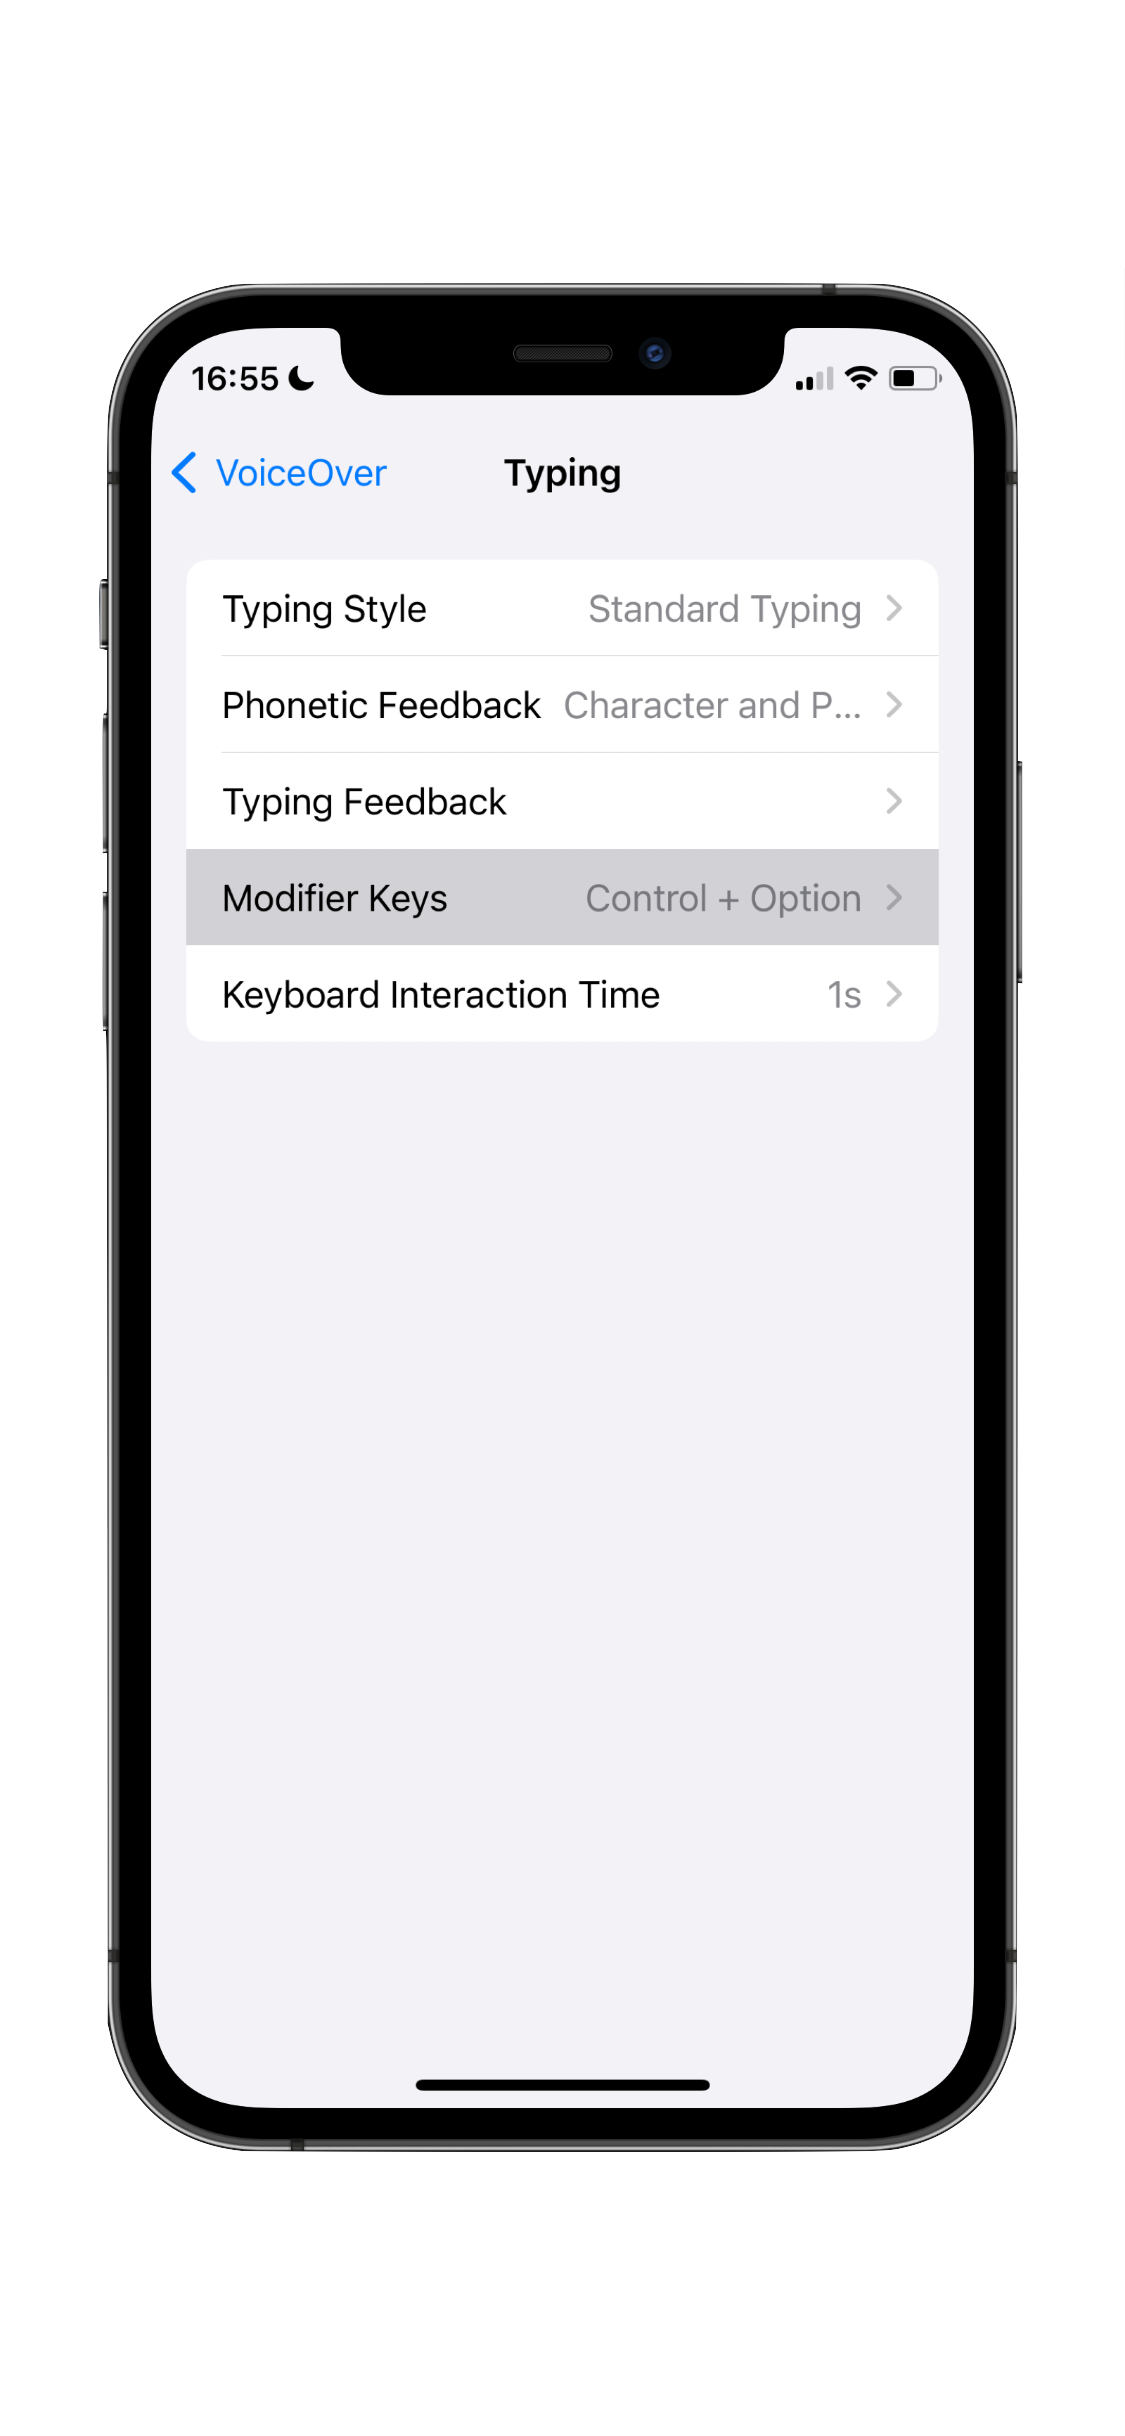 16:55
VoiceOver Typing
Typing Style Standard Typing
Phonetic Feedback Character and P...
Typing Feedback
Modifier Keys Control + Option
Keyboard Interaction Time 1s